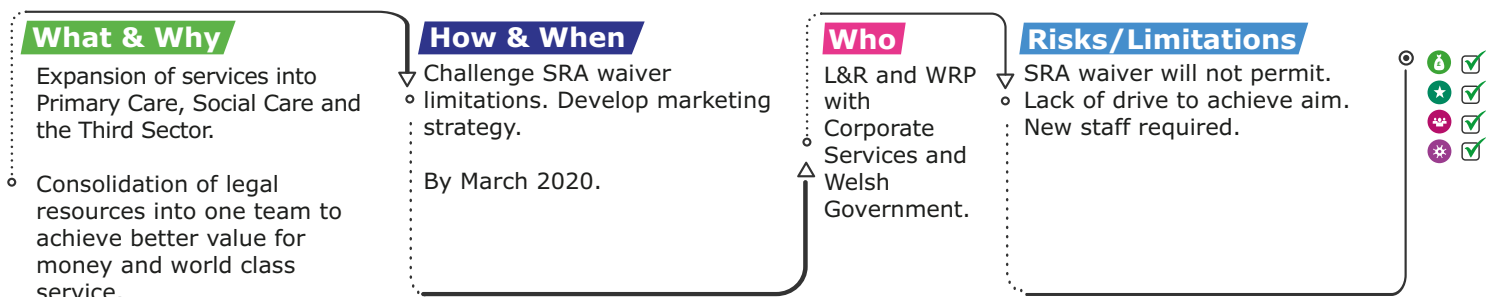 What & Why
Expansion of services into
Primary Care, Social Care and
the Third Sector.
Consolidation of legal
resources into one team to
achieve better value for
money and world class
service.
How & When
Challenge SRA waiver
limitations. Develop marketing
strategy.
By March 2020.
Who
L&R and WRP
with
Corporate
Services and
Welsh
Government.
Risks/Limitations
SRA waiver will not permit.
Lack of drive to achieve aim.
New staff required.